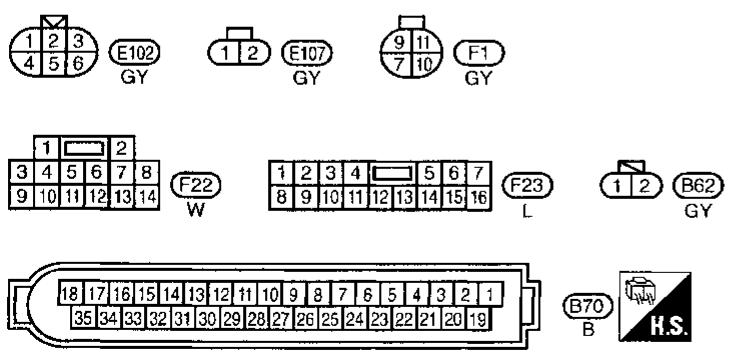 1 2 3
4 5 6
E102
GY
1 2
E107
GY
9 11
7 10
F1
GY
1 2
3 4 5 6 7 8
9 10 11 12 13 14
F22
W
1 2 3 4 5 6 7
8 9 10 11 12 13 14 15 16
F23
L
1 2
B62
GY
18 17 16 15 14 13 12 11 10 9 8 7 6 5 4 3 2 1
35 34 33 32 31 30 29 28 27 26 25 24 23 22 21 20 19
B70
B
H.S.